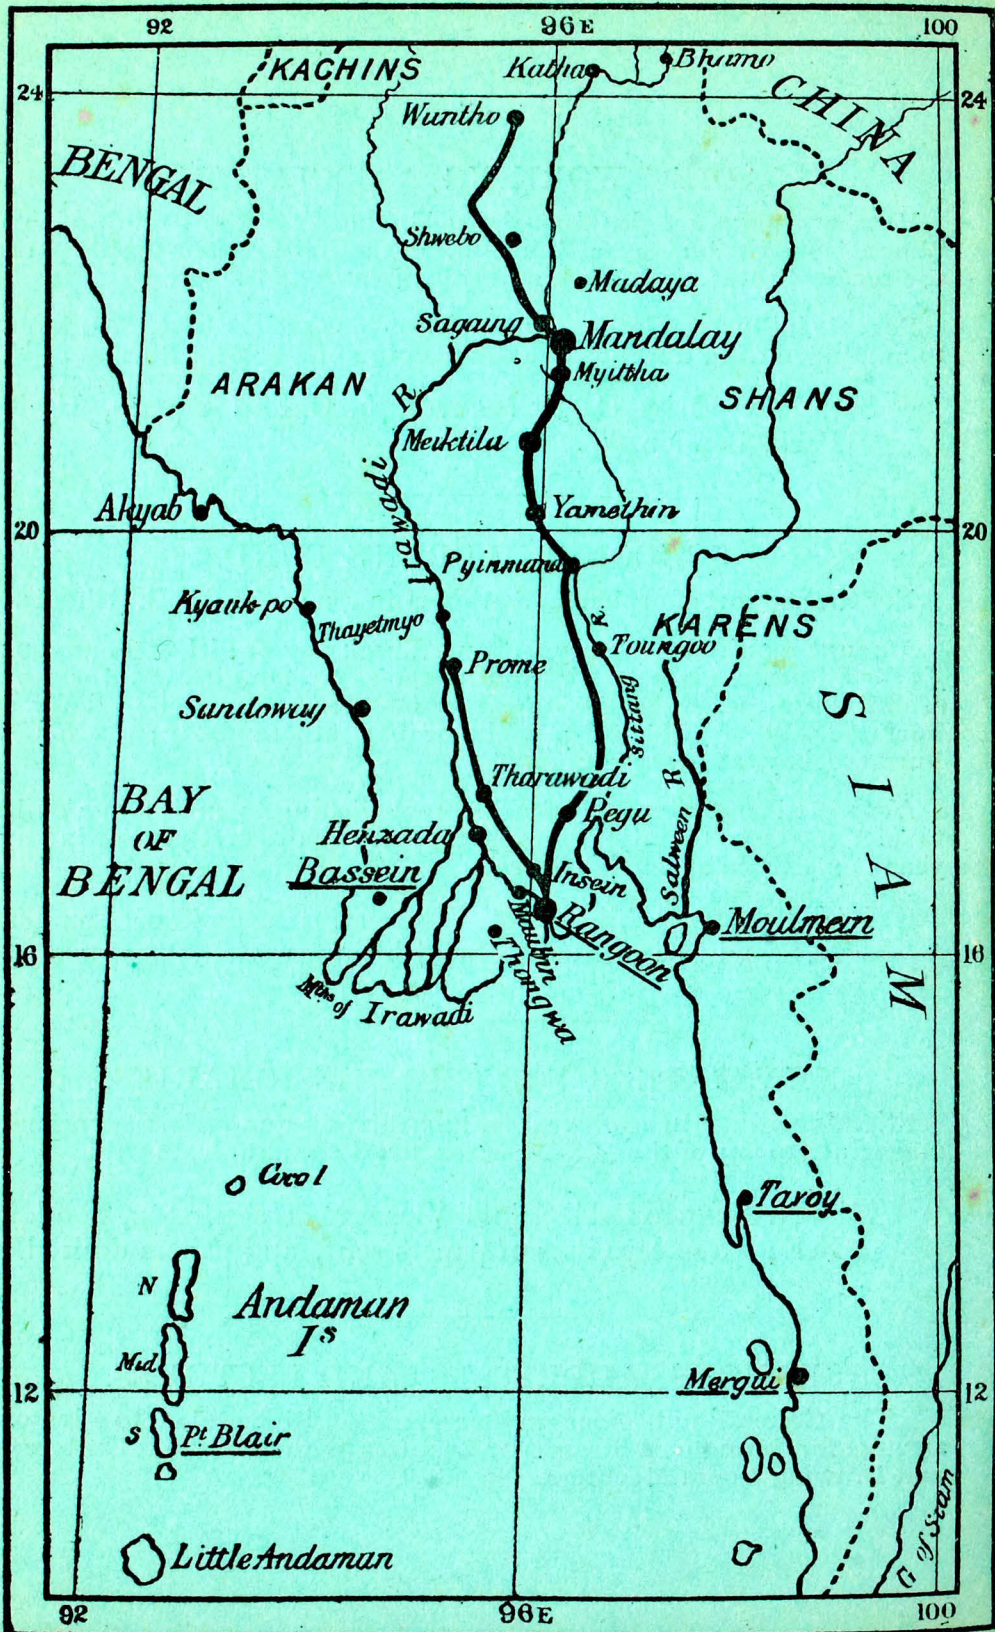 92
96E
100
KACHINS
Katha
Bhamo
24
CHINA
24
Wuntho
BENGAL
Shwebo
Madaya
Sagaing
Mandalay
Myittha
ARAKAN
SHANS
R.
Meiktila
Irawadi
Akyab
Yamethin
20
20
Pyinmana
Kyauk-po
Thayetmyo
R.
KARENS
Toungoo
Prome
Sandoway
Sittang
SIAM
Tharawadi
BAY
OF
BENGAL
Pegu
Salween R.
Henzada
Bassein
Insein
Rangoon
Moulmein
Maubin
Thongwa
16
16
Mths of Irawadi
Coco I
Tavoy
N
Andaman
Is
Mid
Mergui
12
12
S
Pt. Blair
Little Andaman
G of Siam
92
96E
100